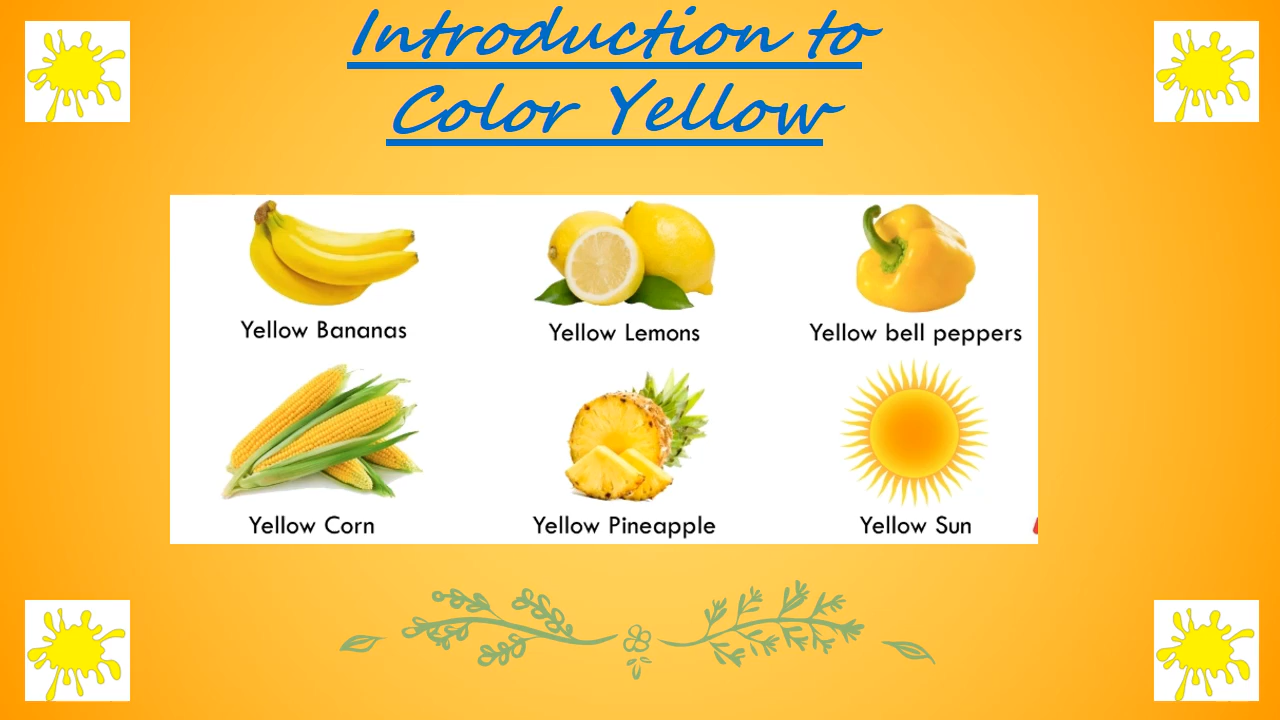 Introduction to
Color Yellow
Yellow Bananas
Yellow Lemons
Yellow bell peppers
Yellow Corn
Yellow Pineapple
Yellow Sun